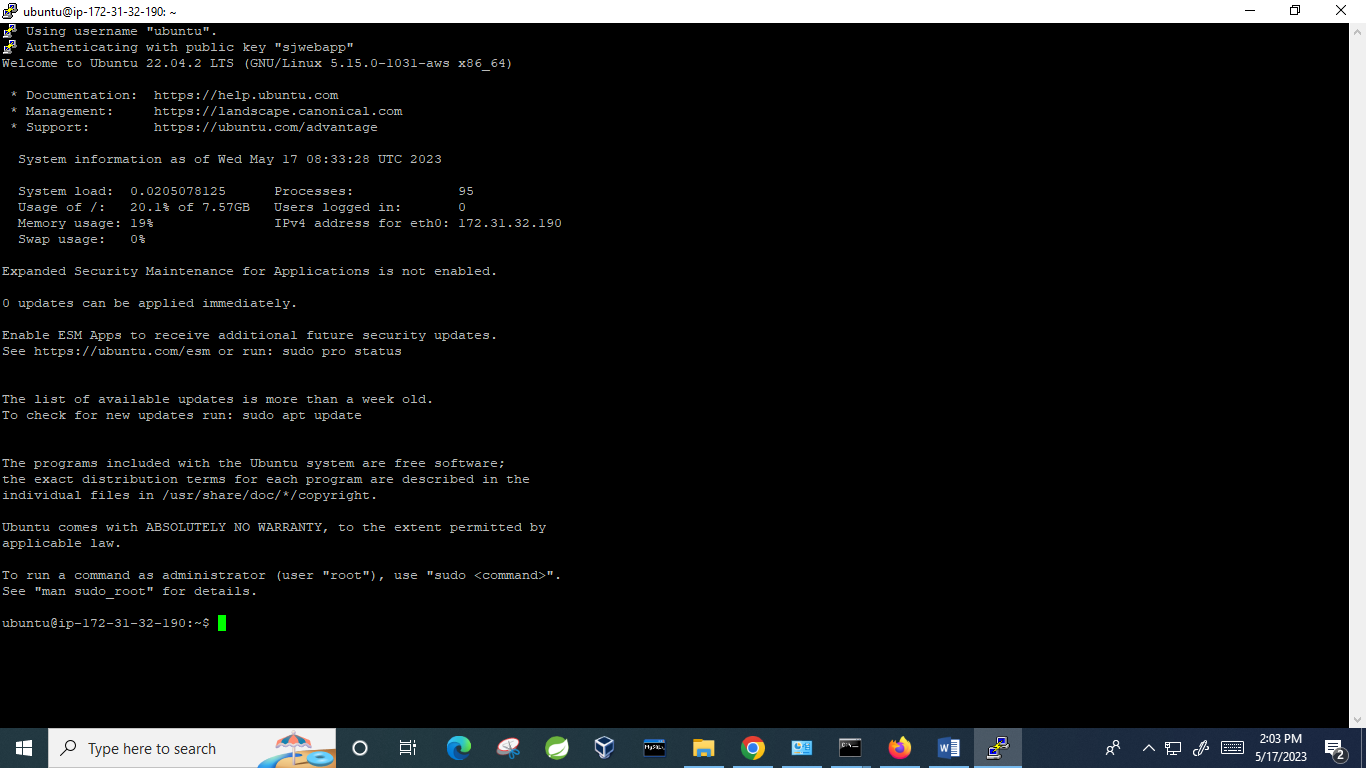 ubuntu@ip-172-31-32-190: ~
Using username "ubuntu".
Authenticating with public key "sjwebapp"
Welcome to Ubuntu 22.04.2 LTS (GNU/Linux 5.15.0-1031-aws x86_64)
* Documentation:  https://help.ubuntu.com
* Management:     https://landscape.canonical.com
* Support:        https://ubuntu.com/advantage
System information as of Wed May 17 08:33:28 UTC 2023
System load:  0.0205078125      Processes:             95
Usage of /:   20.1% of 7.57GB   Users logged in:       0
Memory usage: 19%               IPv4 address for eth0: 172.31.32.190
Swap usage:   0%
Expanded Security Maintenance for Applications is not enabled.
0 updates can be applied immediately.
Enable ESM Apps to receive additional future security updates.
See https://ubuntu.com/esm or run: sudo pro status
The list of available updates is more than a week old.
To check for new updates run: sudo apt update
The programs included with the Ubuntu system are free software;
the exact distribution terms for each program are described in the
individual files in /usr/share/doc/*/copyright.
Ubuntu comes with ABSOLUTELY NO WARRANTY, to the extent permitted by
applicable law.
To run a command as administrator (user "root"), use "sudo <command>".
See "man sudo_root" for details.
ubuntu@ip-172-31-32-190:~$
Type here to search
MySQL
C:\_
W
2:03 PM
5/17/2023
2